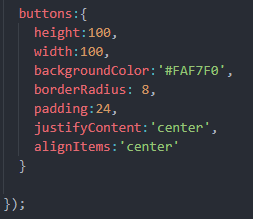 buttons:{
height:100,
width:100,
backgroundColor:'#FAF7F0',
borderRadius: 8,
padding:24,
justifyContent:'center',
alignItems:'center'
}
});